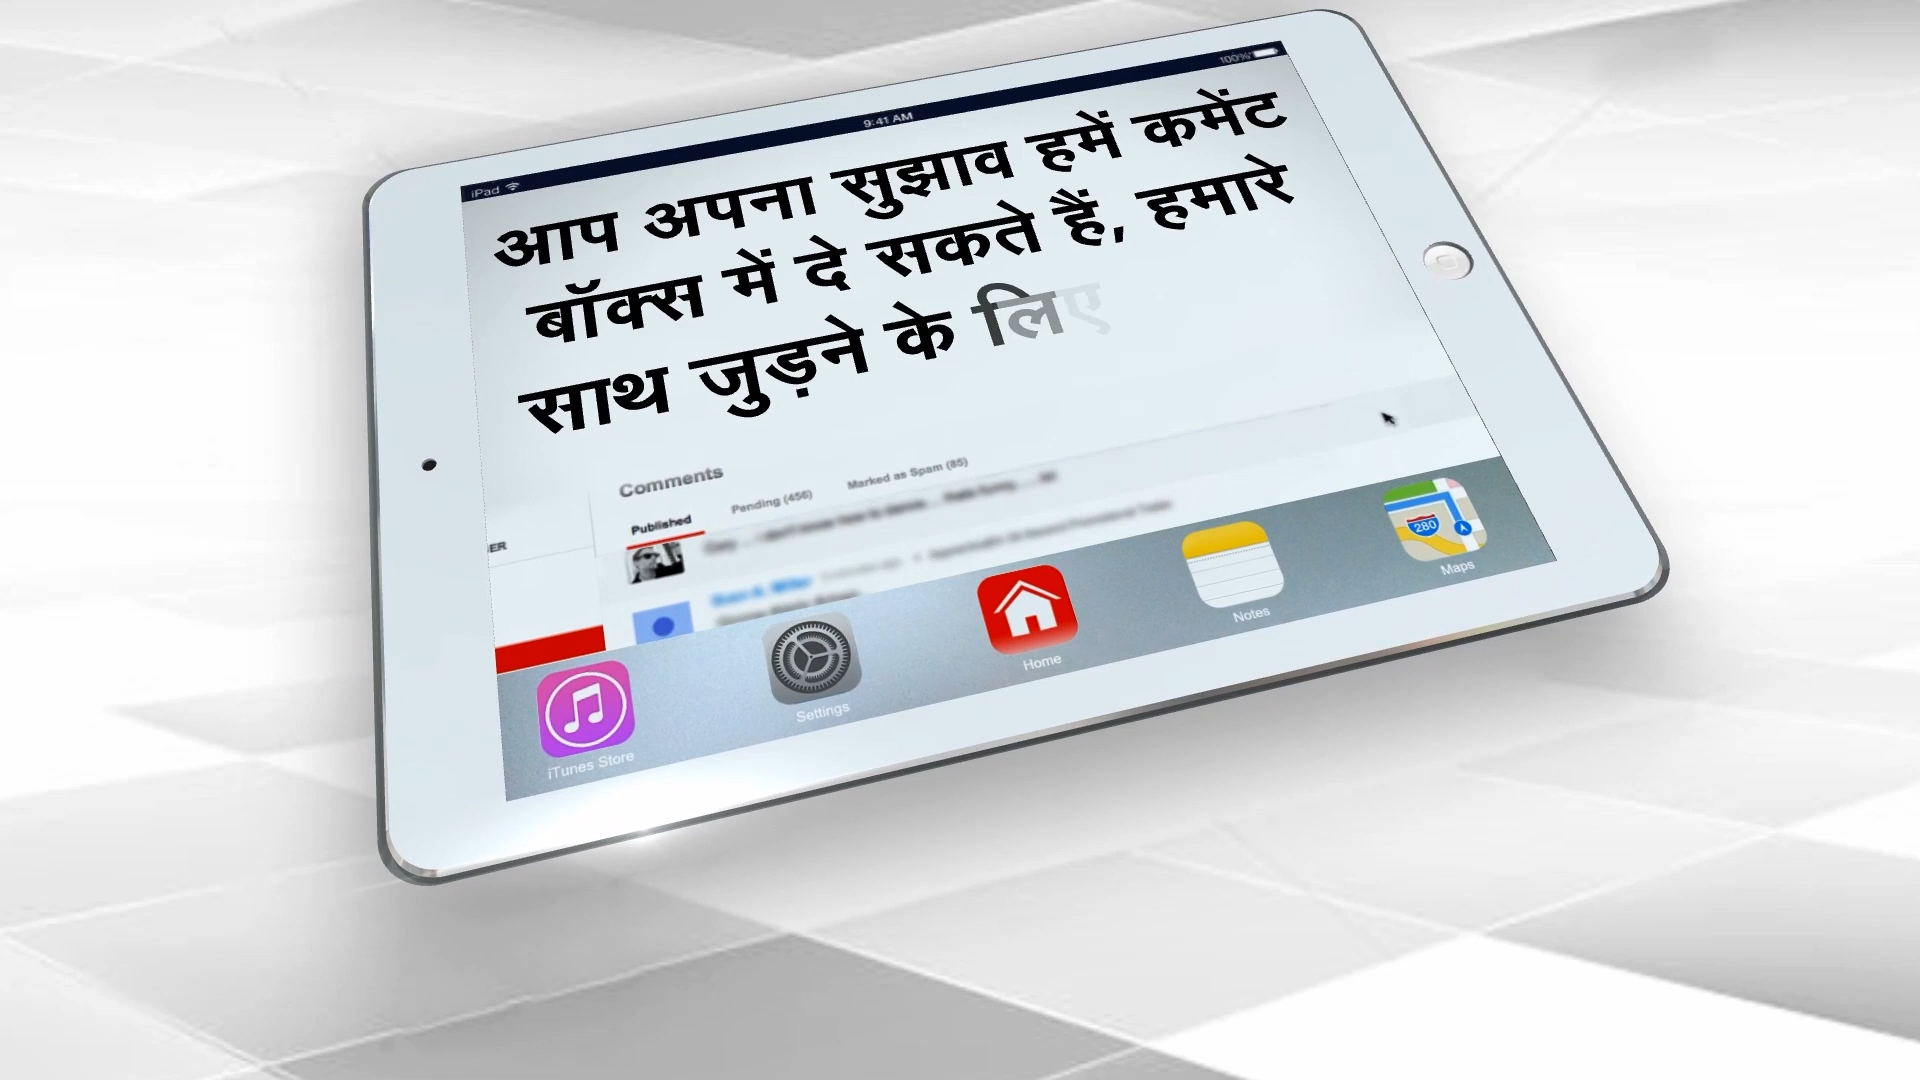 iPad
9:41 AM
100%
आप अपना सुझाव हमें कमेंट
बॉक्स में दे सकते हैं, हमारे
साथ जुड़ने के लिए
Comments
Published
Pending (456)
Marked as Spam (85)
ER
280
iTunes Store
Settings
Home
Notes
Maps